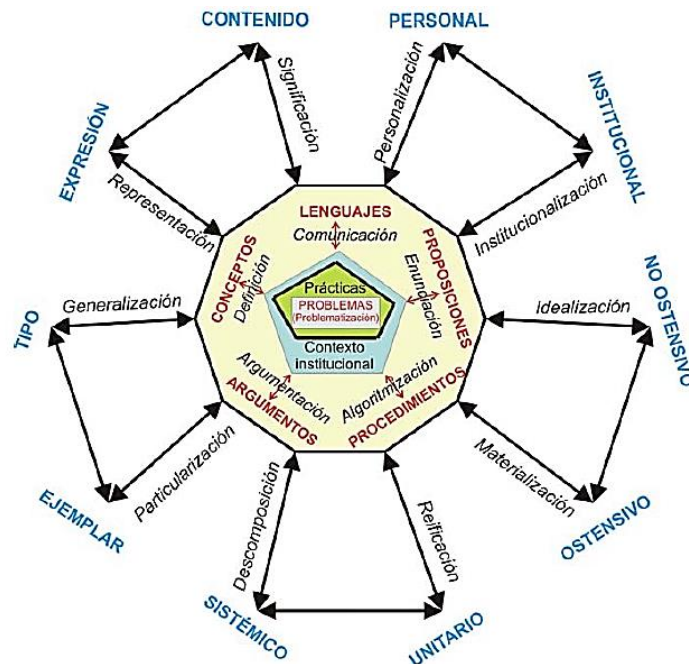 CONTENIDO
PERSONAL
Significación
Personalización
EXPRESIÓN
INSTITUCIONAL
Representación
Institucionalización
LENGUAJES
Comunicación
CONCEPTOS
Definición
PROPOSICIONES
Enunciación
Prácticas
PROBLEMAS
(Problematización)
Contexto
institucional
Argumentación
ARGUMENTOS
Algoritmización
PROCEDIMIENTOS
TIPO
Generalización
Idealización
NO OSTENSIVO
EJEMPLAR
Particularización
Materialización
OSTENSIVO
Descomposición
Reificación
SISTÉMICO
UNITARIO